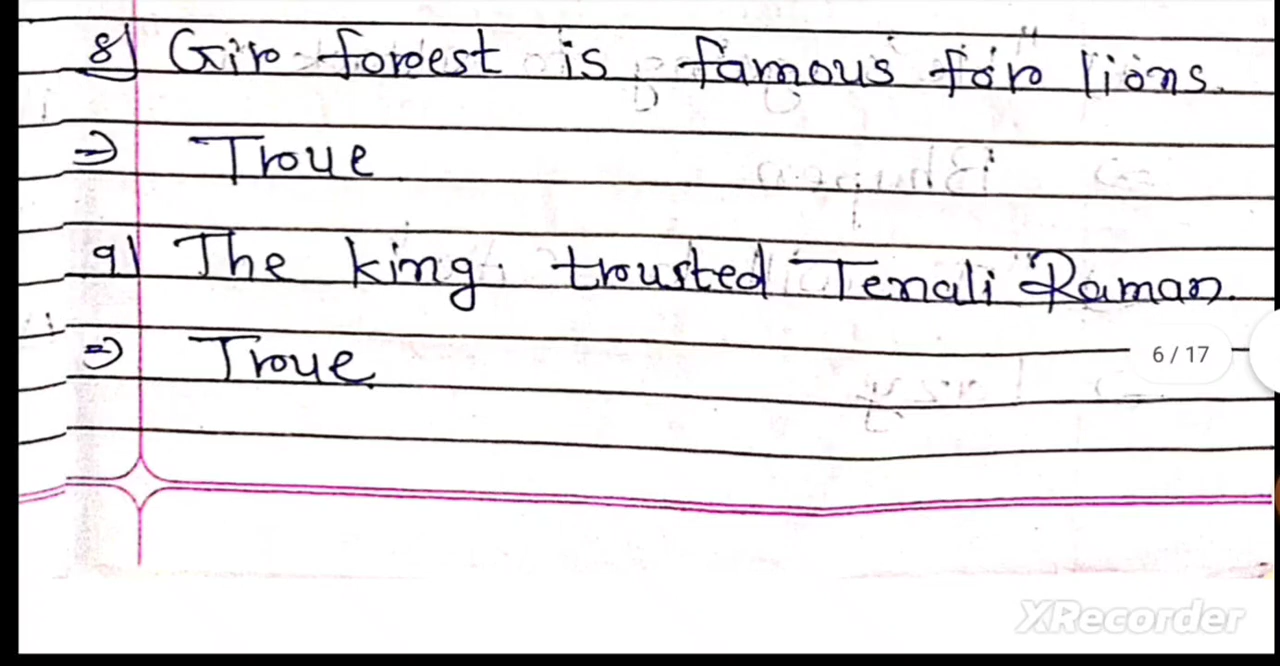 8) Gir forest is famous for lions.
⇒ True
9) The king trusted Tenali Raman.
⇒ True
6 / 17
XRecorder